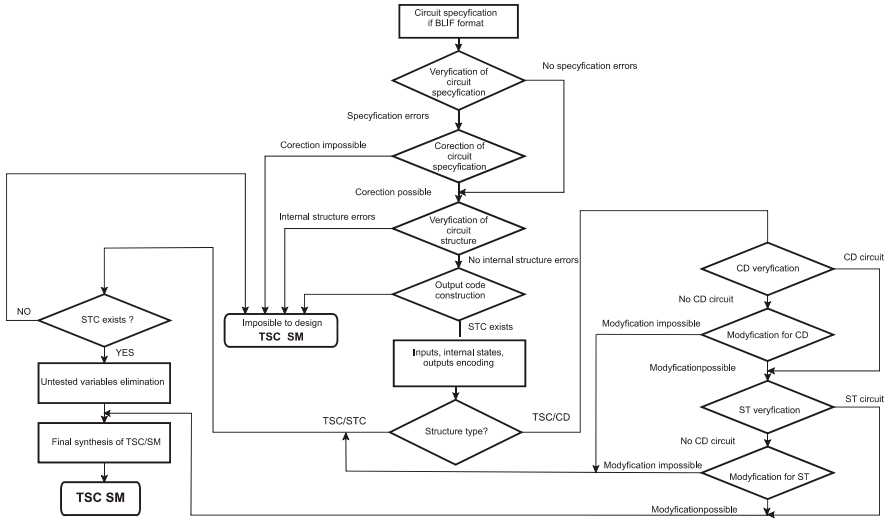 Circuit specyfication
if BLIF format
No specyfication errors
Veryfication of
circuit
specyfication
Specyfication errors
Corection impossible
Corection of
circuit
specyfication
Corection possible
Internal structure errors
Veryfication of
circuit
structure
No internal structure errors
Output code
construction
STC exists
Imposible to design
TSC SM
Inputs, internal states,
outputs encoding
TSC/STC
Structure type?
TSC/CD
NO
STC exists ?
YES
Untested variables elimination
Final synthesis of TSC/SM
TSC SM
CD veryfication
CD circuit
No CD circuit
Modyfication impossible
Modyfication for CD
Modyficationpossible
ST veryfication
ST circuit
No CD circuit
Modyfication impossible
Modyfication for ST
Modyficationpossible